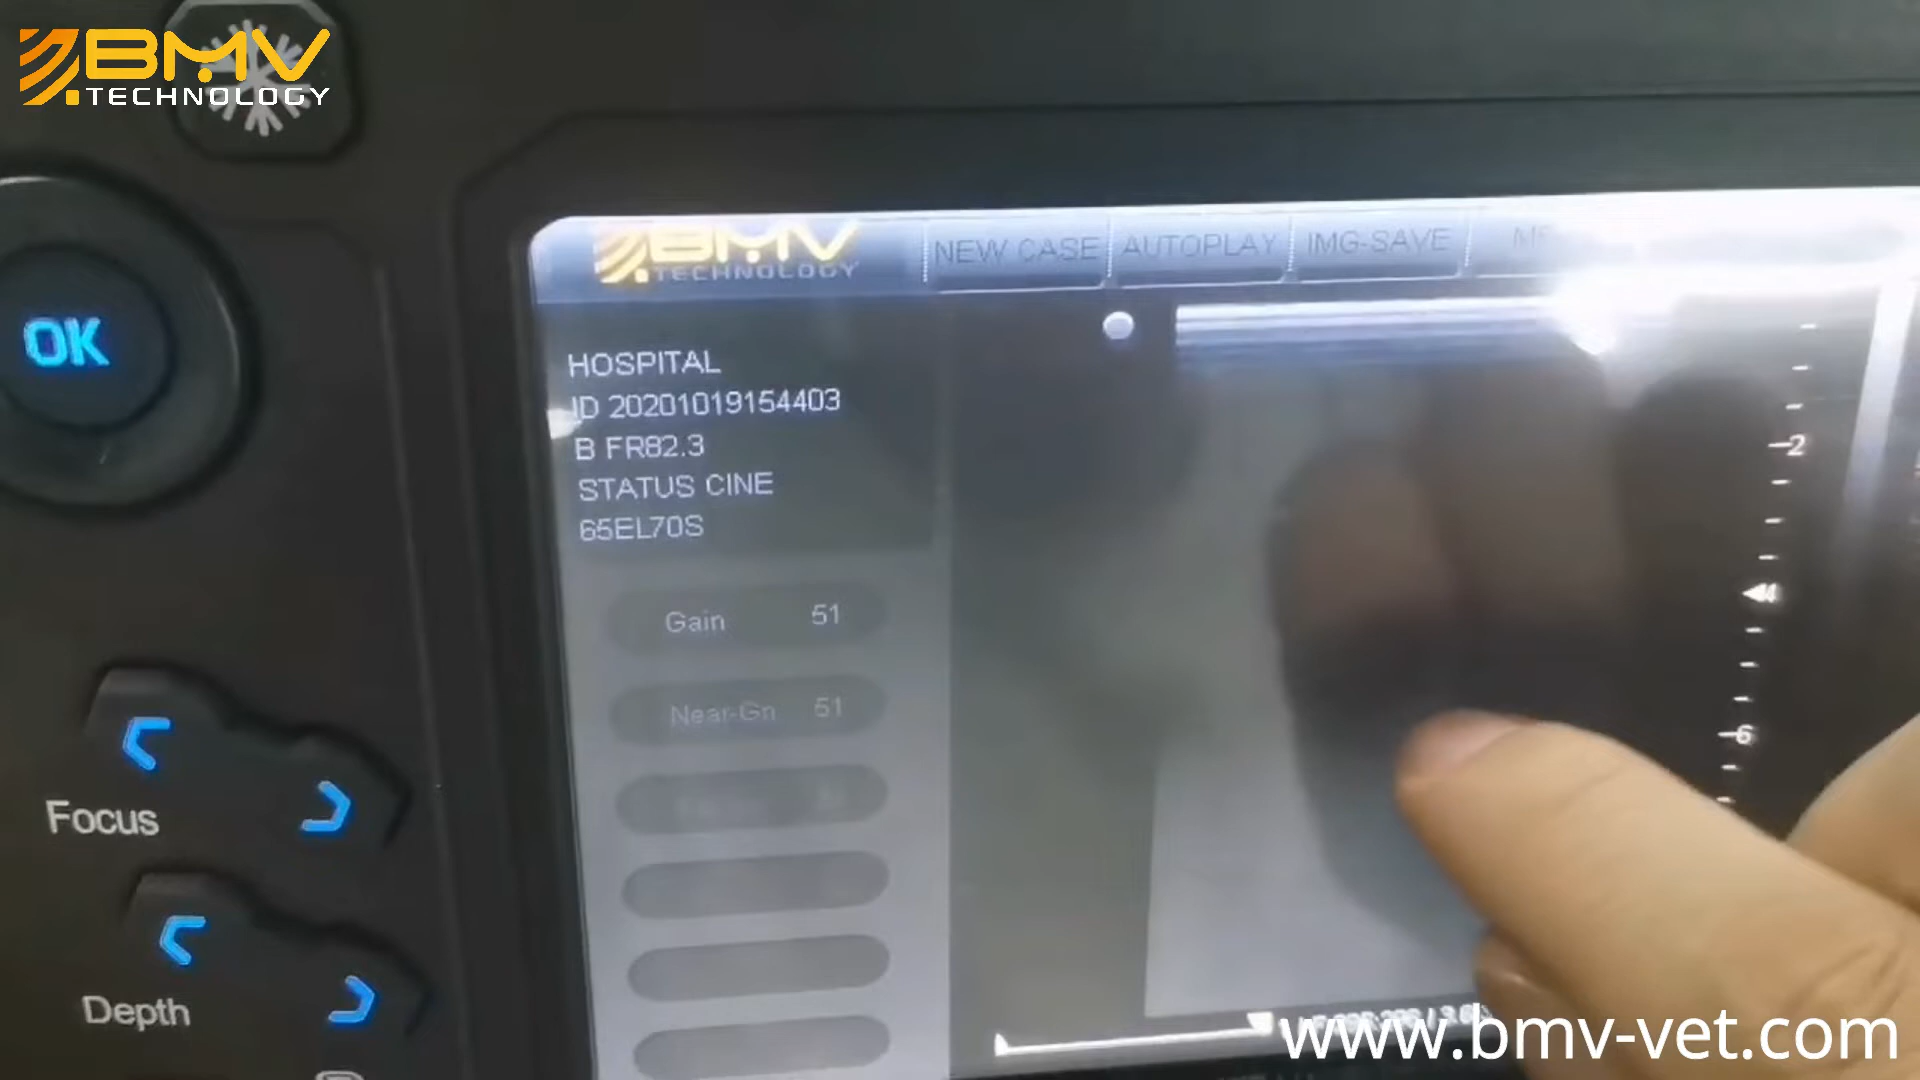 BMV
TECHNOLOGY
BMV
TECHNOLOGY
NEW CASE
AUTOPLAY
IMG-SAVE
OK
HOSPITAL
ID 20201019154403
B FR82.3
STATUS CINE
65EL70S
Gain 51
Near-Gn 51
2
4
6
Focus
Depth
www.bmv-vet.com